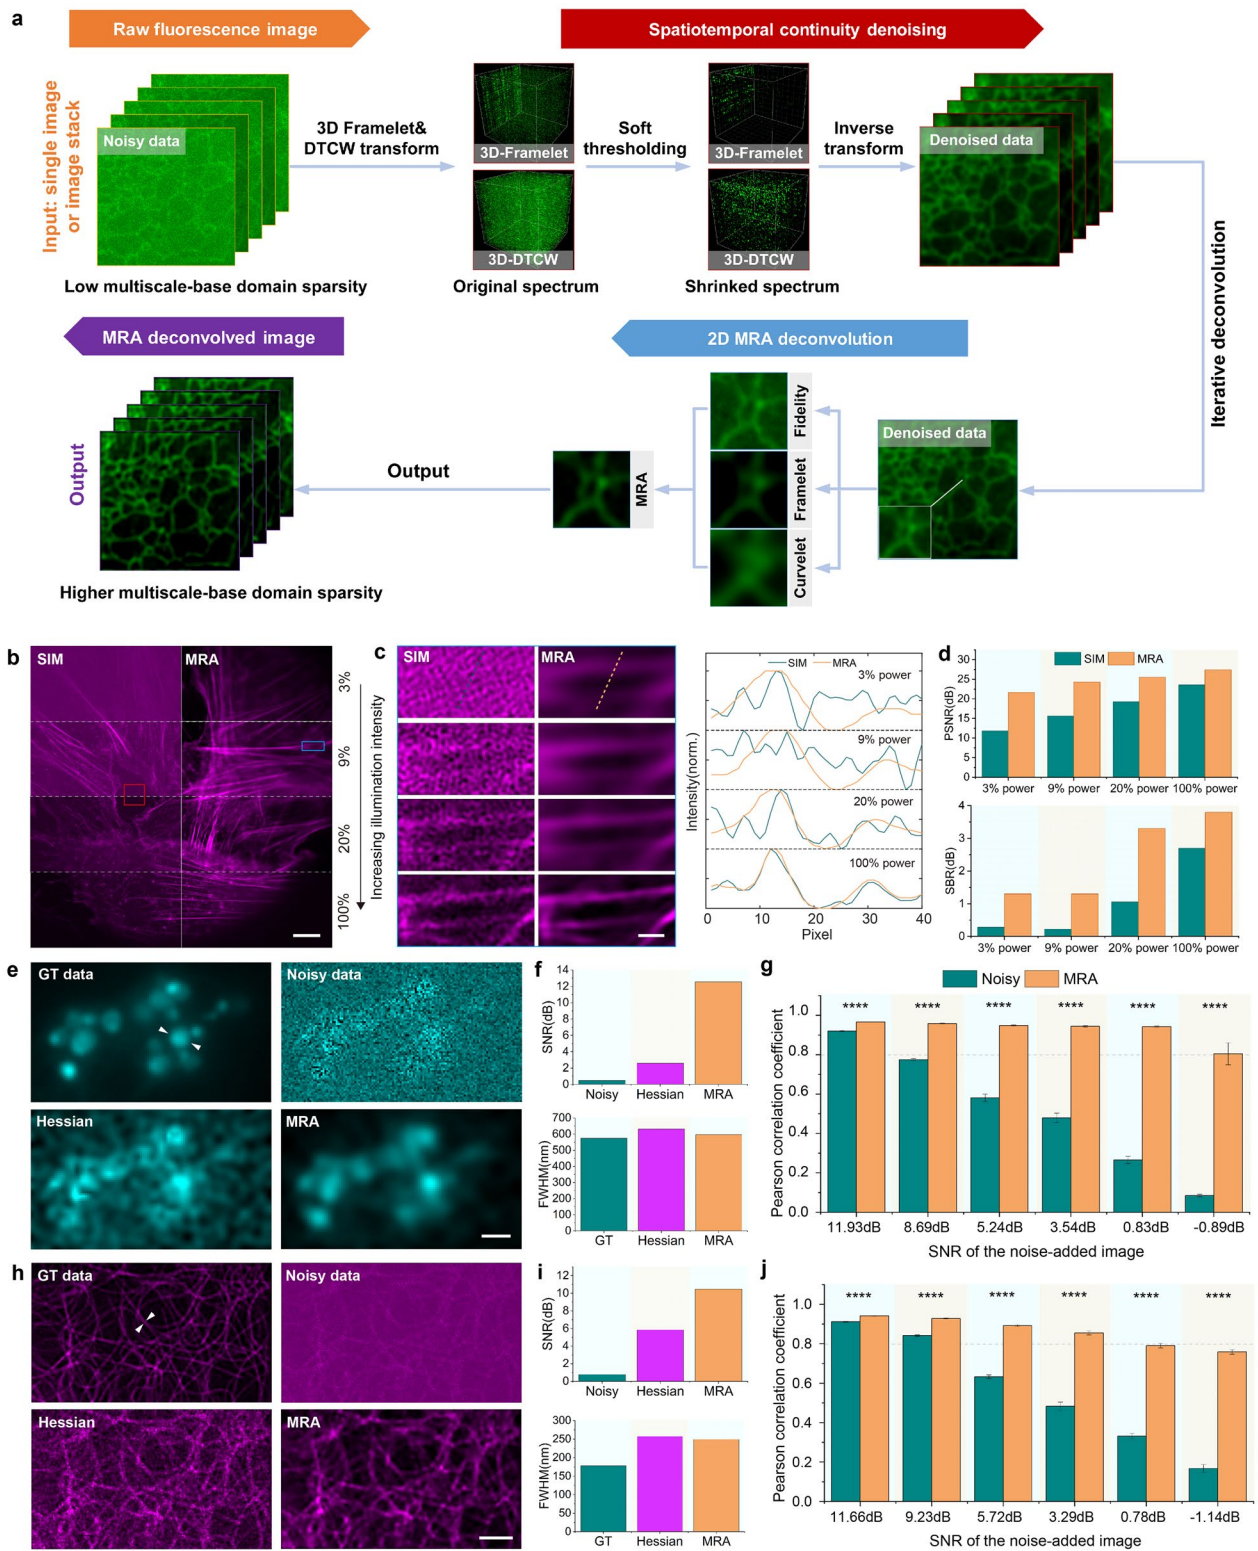 a
Raw fluorescence image
Spatiotemporal continuity denoising
Input: single image
or image stack
Noisy data
3D Framelet&
DTCW transform
3D-Framelet
3D-DTCW
Soft
thresholding
3D-Framelet
3D-DTCW
Inverse
transform
Denoised data
Low multiscale-base domain sparsity
Original spectrum
Shrinked spectrum
Iterative deconvolution
MRA deconvolved image
2D MRA deconvolution
Output
Output
MRA
Fidelity
Framelet
Curvelet
Denoised data
Higher multiscale-base domain sparsity
b
SIM
MRA
3%
9%
20%
100%
Increasing illumination intensity
c
SIM
MRA
SIM
MRA
3% power
9% power
20% power
100% power
Intensity(norm.)
0
10
20
30
40
Pixel
d
SIM
MRA
PSNR(dB)
30
25
20
15
10
5
0
3% power
9% power
20% power
100% power
SBR(dB)
4
3
2
1
0
3% power
9% power
20% power
100% power
e
GT data
Noisy data
Hessian
MRA
f
SNR(dB)
14
12
10
8
6
4
2
0
Noisy
Hessian
MRA
FWHM(nm)
700
600
500
400
300
200
100
0
GT
Hessian
MRA
g
Noisy
MRA
Pearson correlation coefficient
1.0
0.8
0.6
0.4
0.2
0.0
****
****
****
****
****
****
11.93dB
8.69dB
5.24dB
3.54dB
0.83dB
-0.89dB
SNR of the noise-added image
h
GT data
Noisy data
Hessian
MRA
i
SNR(dB)
12
10
8
6
4
2
0
Noisy
Hessian
MRA
FWHM(nm)
300
250
200
150
100
50
0
GT
Hessian
MRA
j
Pearson correlation coefficient
1.0
0.8
0.6
0.4
0.2
0.0
****
****
****
****
****
****
11.66dB
9.23dB
5.72dB
3.29dB
0.78dB
-1.14dB
SNR of the noise-added image